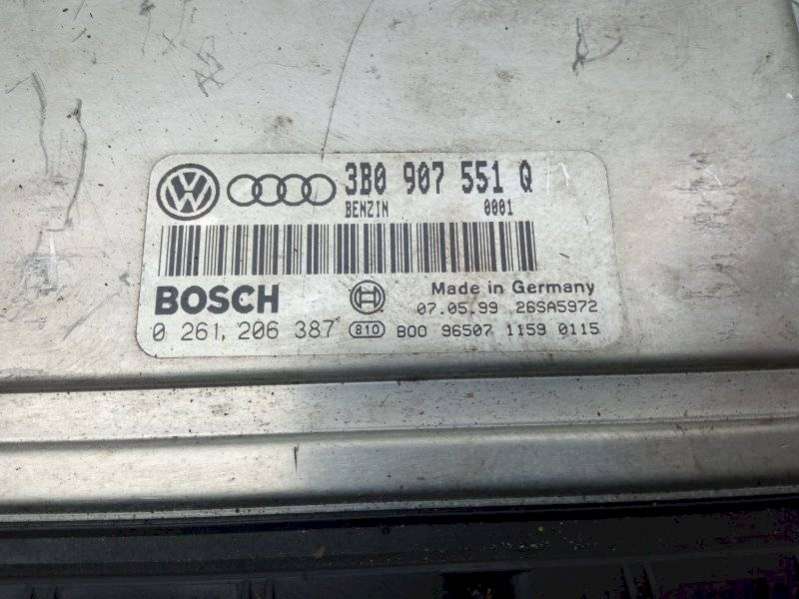 3B0 907 551 Q
BENZIN 0001
BOSCH
Made in Germany
07.05.99 26SA5972
0 261 206 387 810 B00 96507 1159 0115